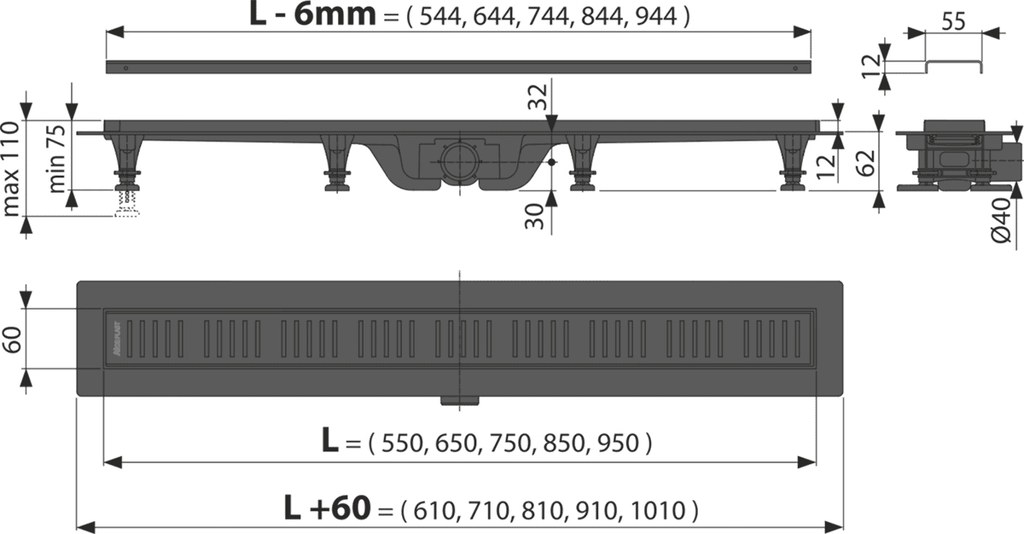 L - 6mm = ( 544, 644, 744, 844, 944 )
55
12
32
max 110
min 75
12
62
30
Ø40
60
ALCAPLAST
L = ( 550, 650, 750, 850, 950 )
L +60 = ( 610, 710, 810, 910, 1010 )